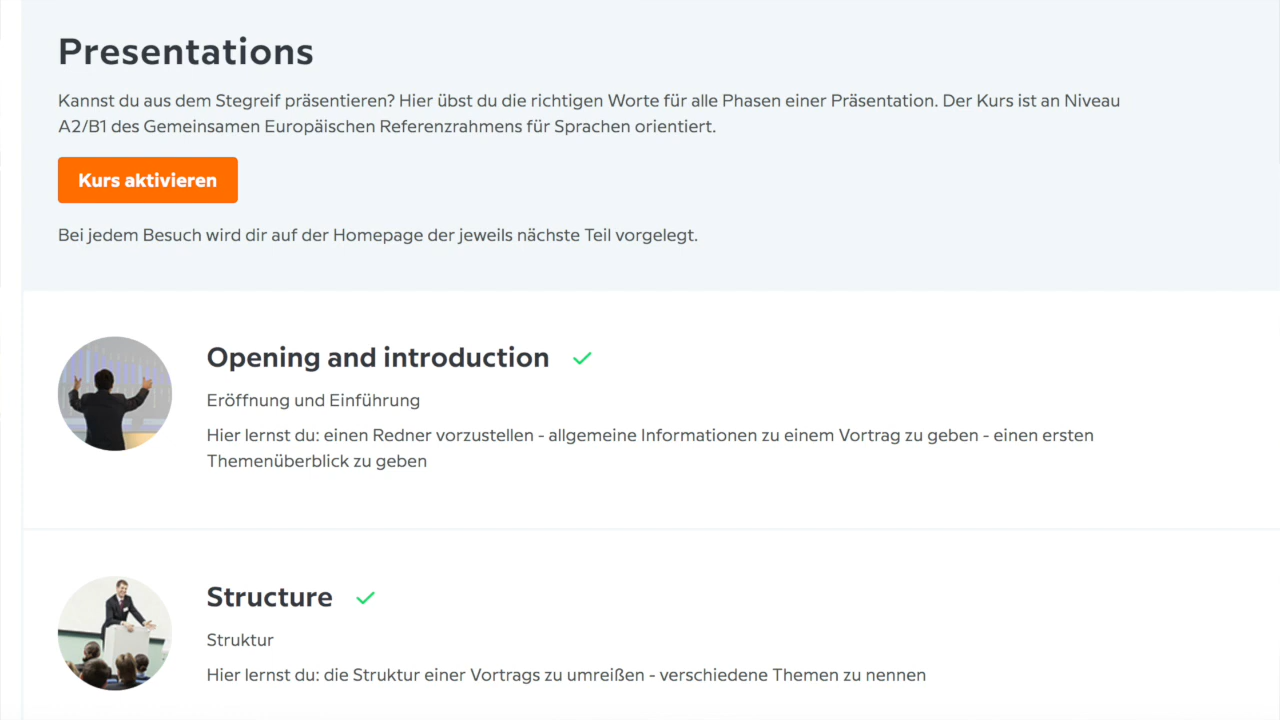 Presentations
Kannst du aus dem Stegreif präsentieren? Hier übst du die richtigen Worte für alle Phasen einer Präsentation. Der Kurs ist an Niveau
A2/B1 des Gemeinsamen Europäischen Referenzrahmens für Sprachen orientiert.
Kurs aktivieren
Bei jedem Besuch wird dir auf der Homepage der jeweils nächste Teil vorgelegt.
Opening and introduction
Eröffnung und Einführung
Hier lernst du: einen Redner vorzustellen - allgemeine Informationen zu einem Vortrag zu geben - einen ersten
Themenüberblick zu geben
Structure
Struktur
Hier lernst du: die Struktur einer Vortrags zu umreißen - verschiedene Themen zu nennen